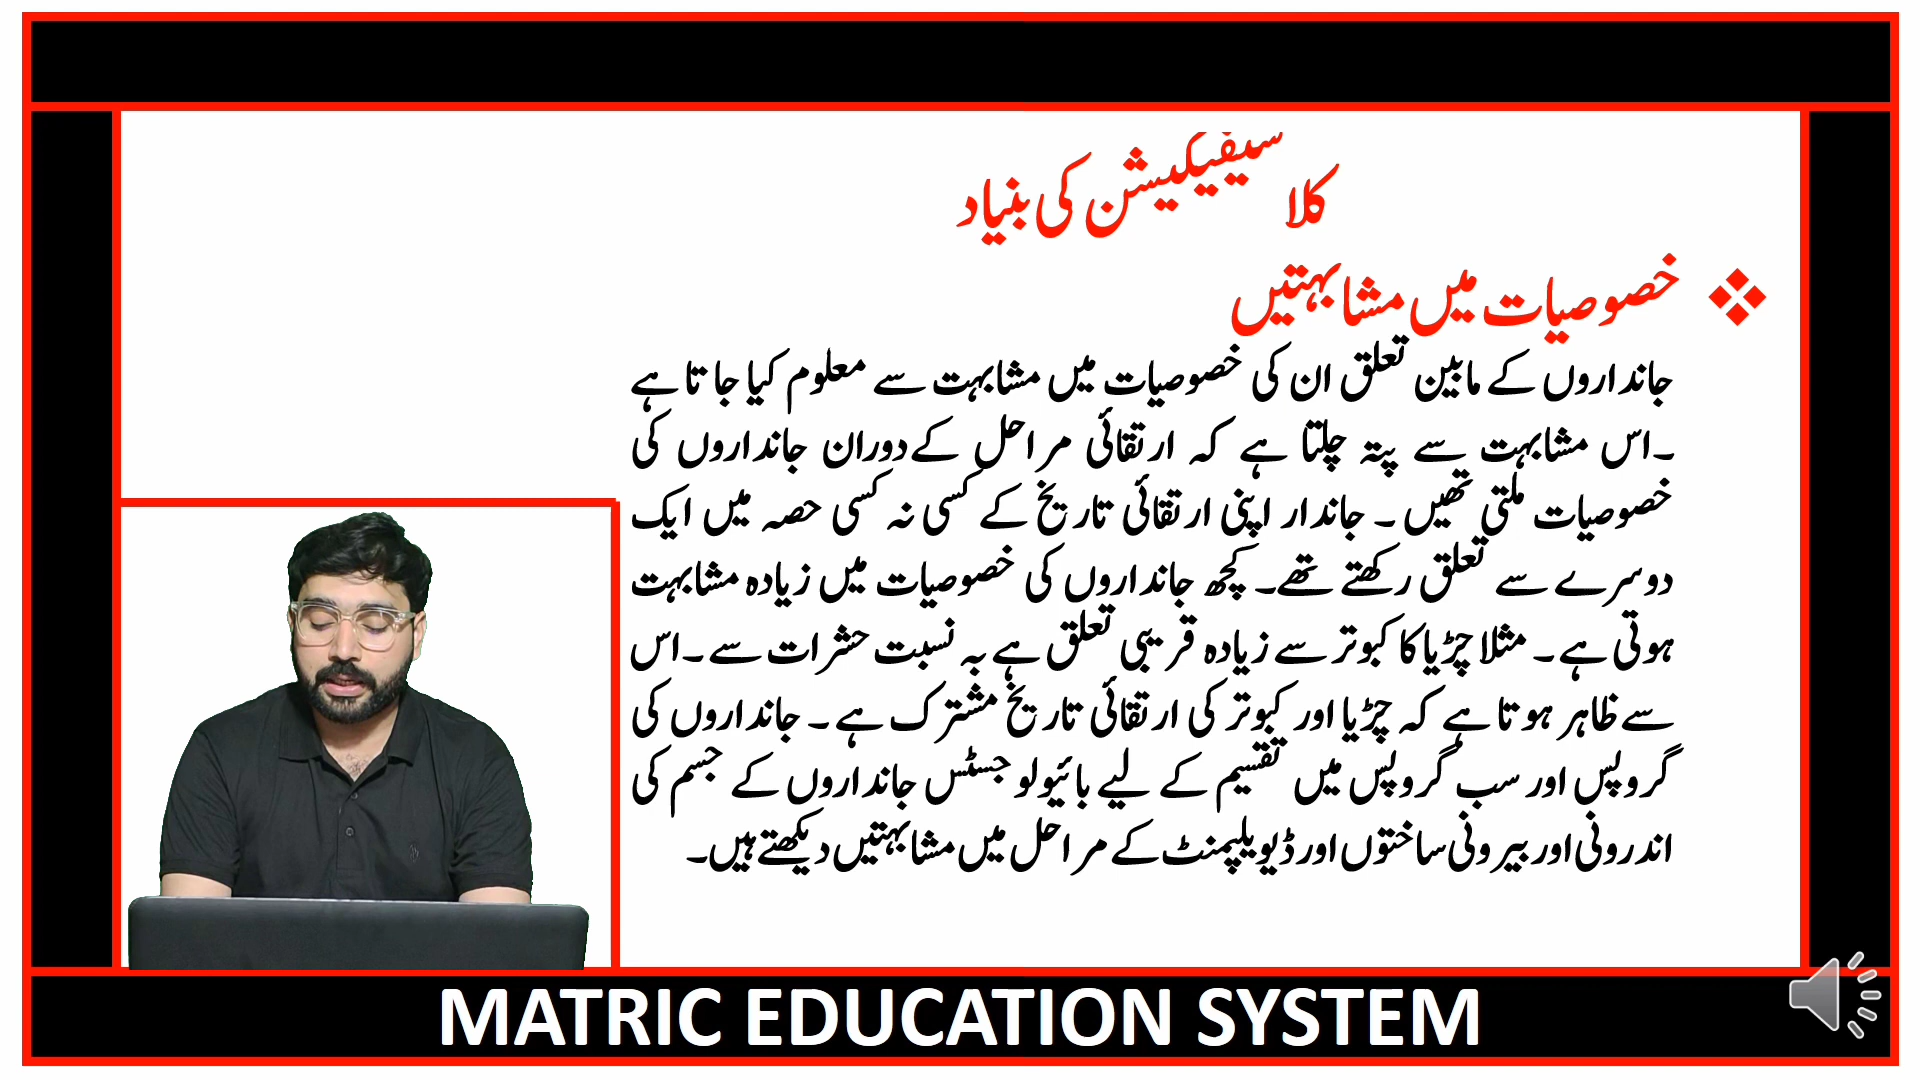 کلاسیفیکیشن کی بنیاد
❖ خصوصیات میں مشابہتیں
جانداروں کے مابین تعلق ان کی خصوصیات میں مشابہت سے معلوم کیا جاتا ہے
۔اس مشابہت سے پتہ چلتا ہے کہ ارتقائی مراحل کے دوران جانداروں کی
خصوصیات ملتی تھیں ۔ جاندار اپنی ارتقائی تاریخ کے کسی نہ کسی حصہ میں ایک
دوسرے سے تعلق رکھتے تھے۔ کچھ جانداروں کی خصوصیات میں زیادہ مشابہت
ہوتی ہے ۔ مثلا چڑیا کا کبوتر سے زیادہ قریبی تعلق ہے بہ نسبت حشرات سے ۔اس
سے ظاہر ہوتا ہے کہ چڑیا اور کبوتر کی ارتقائی تاریخ مشترک ہے ۔ جانداروں کی
گروپس اور سب گروپس میں تقسیم کے لیے بائیولوجسٹس جانداروں کے جسم کی
اندرونی اور بیرونی ساختوں اور ڈیویلپمنٹ کے مراحل میں مشابہتیں دیکھتے ہیں۔
MATRIC EDUCATION SYSTEM